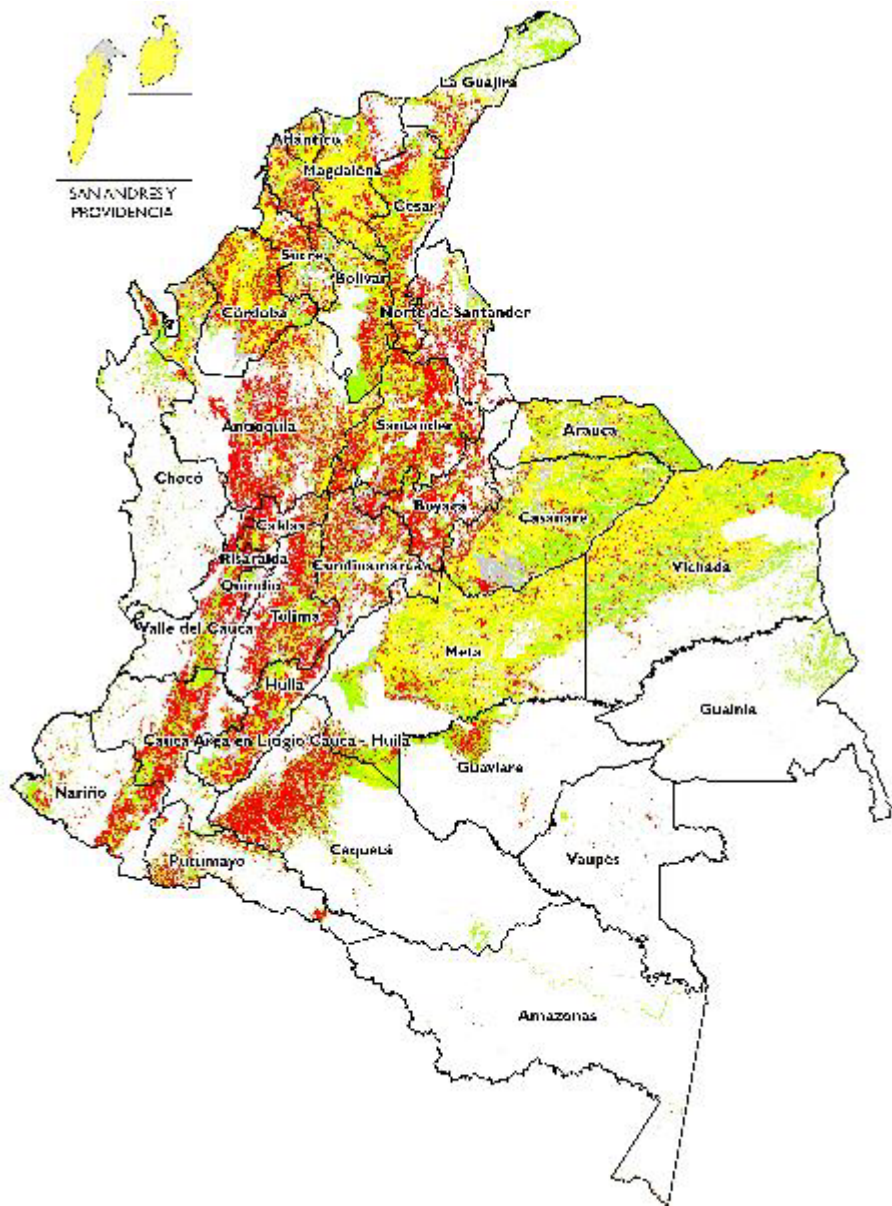 La Guajira
Atlántico
Magdalena
SAN ANDRES Y
PROVIDENCIA
Cesar
Sucre
Bolívar
Córdoba
Norte de Santander
Antioquia
Santander
Arauca
Chocó
Boyacá
Casanare
Caldas
Risaralda
Cundinamarca
Vichada
Quindío
Tolima
Valle del Cauca
Meta
Huila
Guainía
Cauca Area en Litigio Cauca - Huila
Guaviare
Nariño
Caquetá
Putumayo
Vaupés
Amazonas